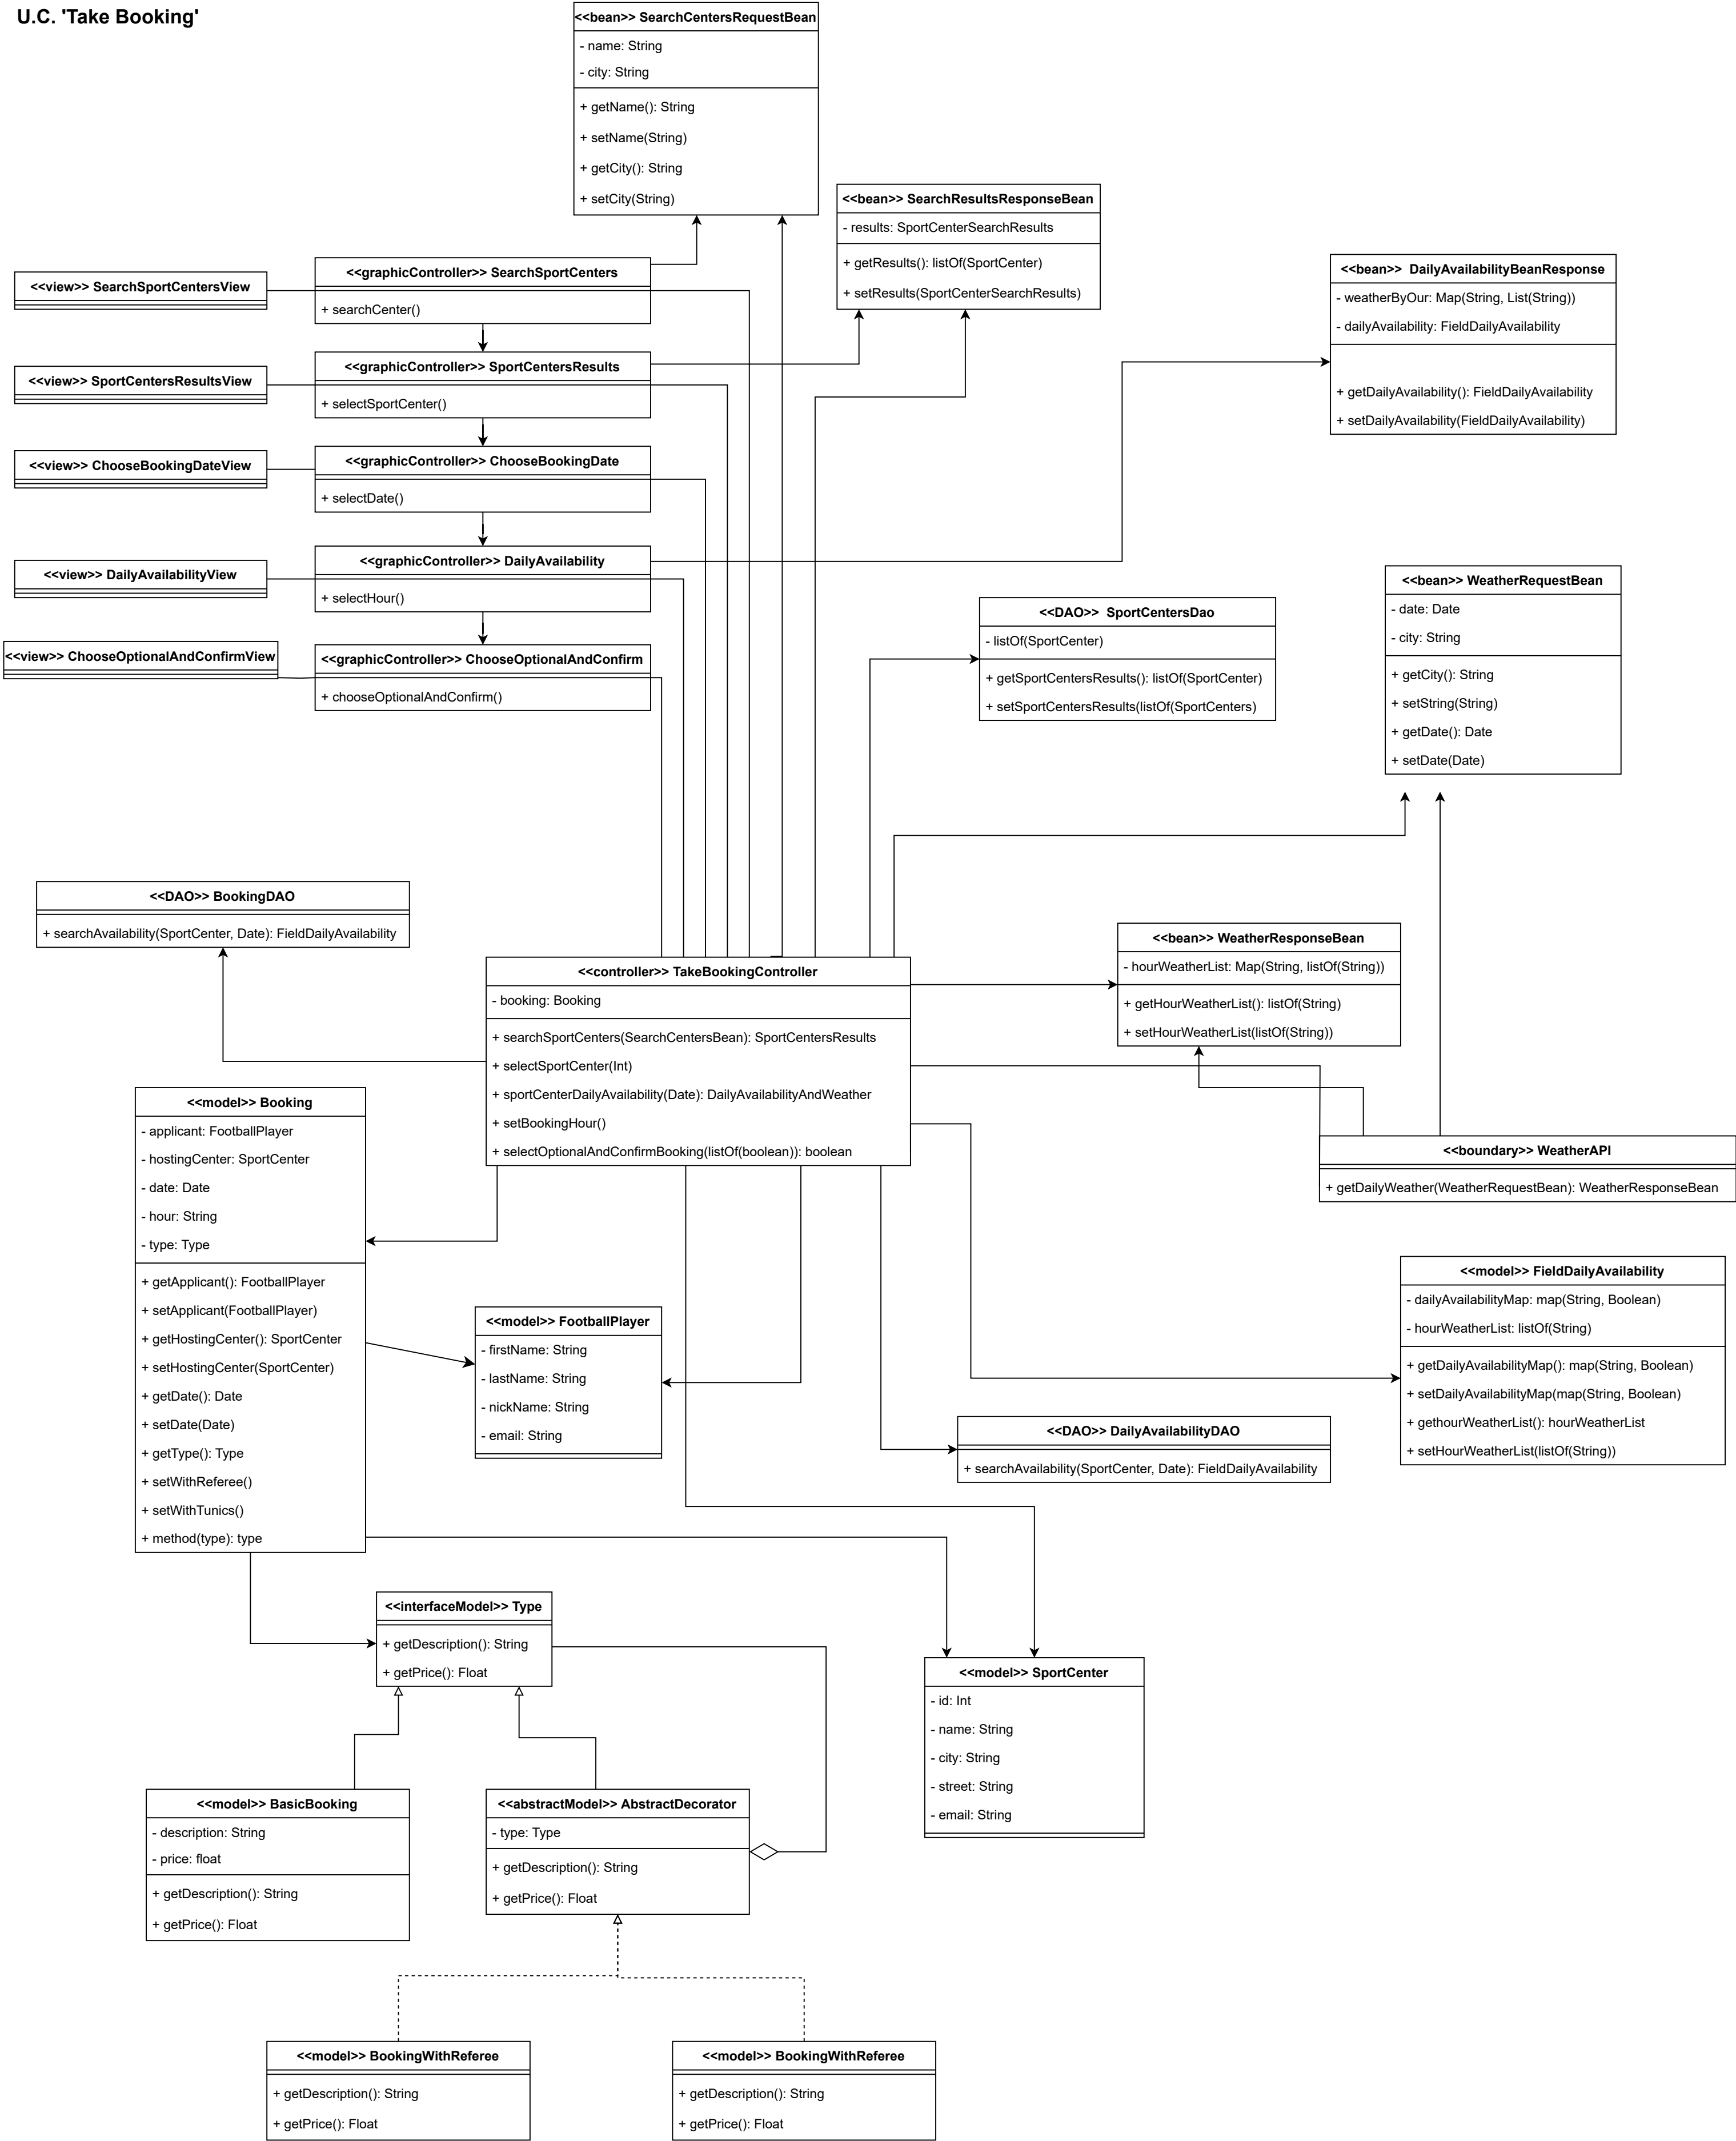 U.C. 'Take Booking'
<<bean>> SearchCentersRequestBean
- name: String
- city: String
+ getName(): String
+ setName(String)
+ getCity(): String
+ setCity(String)
<<bean>> SearchResultsResponseBean
- results: SportCenterSearchResults
+ getResults(): listOf(SportCenter)
+ setResults(SportCenterSearchResults)
<<bean>> DailyAvailabilityBeanResponse
- weatherByOur: Map(String, List(String))
- dailyAvailability: FieldDailyAvailability
+ getDailyAvailability(): FieldDailyAvailability
+ setDailyAvailability(FieldDailyAvailability)
<<view>> SearchSportCentersView
<<graphicController>> SearchSportCenters
+ searchCenter()
<<view>> SportCentersResultsView
<<graphicController>> SportCentersResults
+ selectSportCenter()
<<view>> ChooseBookingDateView
<<graphicController>> ChooseBookingDate
+ selectDate()
<<view>> DailyAvailabilityView
<<graphicController>> DailyAvailability
+ selectHour()
<<view>> ChooseOptionalAndConfirmView
<<graphicController>> ChooseOptionalAndConfirm
+ chooseOptionalAndConfirm()
<<DAO>> SportCentersDao
- listOf(SportCenter)
+ getSportCentersResults(): listOf(SportCenter)
+ setSportCentersResults(listOf(SportCenters)
<<bean>> WeatherRequestBean
- date: Date
- city: String
+ getCity(): String
+ setString(String)
+ getDate(): Date
+ setDate(Date)
<<DAO>> BookingDAO
+ searchAvailability(SportCenter, Date): FieldDailyAvailability
<<controller>> TakeBookingController
- booking: Booking
+ searchSportCenters(SearchCentersBean): SportCentersResults
+ selectSportCenter(Int)
+ sportCenterDailyAvailability(Date): DailyAvailabilityAndWeather
+ setBookingHour()
+ selectOptionalAndConfirmBooking(listOf(boolean)): boolean
<<bean>> WeatherResponseBean
- hourWeatherList: Map(String, listOf(String))
+ getHourWeatherList(): listOf(String)
+ setHourWeatherList(listOf(String))
<<boundary>> WeatherAPI
+ getDailyWeather(WeatherRequestBean): WeatherResponseBean
<<model>> Booking
- applicant: FootballPlayer
- hostingCenter: SportCenter
- date: Date
- hour: String
- type: Type
+ getApplicant(): FootballPlayer
+ setApplicant(FootballPlayer)
+ getHostingCenter(): SportCenter
+ setHostingCenter(SportCenter)
+ getDate(): Date
+ setDate(Date)
+ getType(): Type
+ setWithReferee()
+ setWithTunics()
+ method(type): type
<<model>> FootballPlayer
- firstName: String
- lastName: String
- nickName: String
- email: String
<<model>> FieldDailyAvailability
- dailyAvailabilityMap: map(String, Boolean)
- hourWeatherList: listOf(String)
+ getDailyAvailabilityMap(): map(String, Boolean)
+ setDailyAvailabilityMap(map(String, Boolean)
+ gethourWeatherList(): hourWeatherList
+ setHourWeatherList(listOf(String))
<<DAO>> DailyAvailabilityDAO
+ searchAvailability(SportCenter, Date): FieldDailyAvailability
<<interfaceModel>> Type
+ getDescription(): String
+ getPrice(): Float
<<model>> SportCenter
- id: Int
- name: String
- city: String
- street: String
- email: String
<<model>> BasicBooking
- description: String
- price: float
+ getDescription(): String
+ getPrice(): Float
<<abstractModel>> AbstractDecorator
- type: Type
+ getDescription(): String
+ getPrice(): Float
<<model>> BookingWithReferee
+ getDescription(): String
+ getPrice(): Float
<<model>> BookingWithReferee
+ getDescription(): String
+ getPrice(): Float